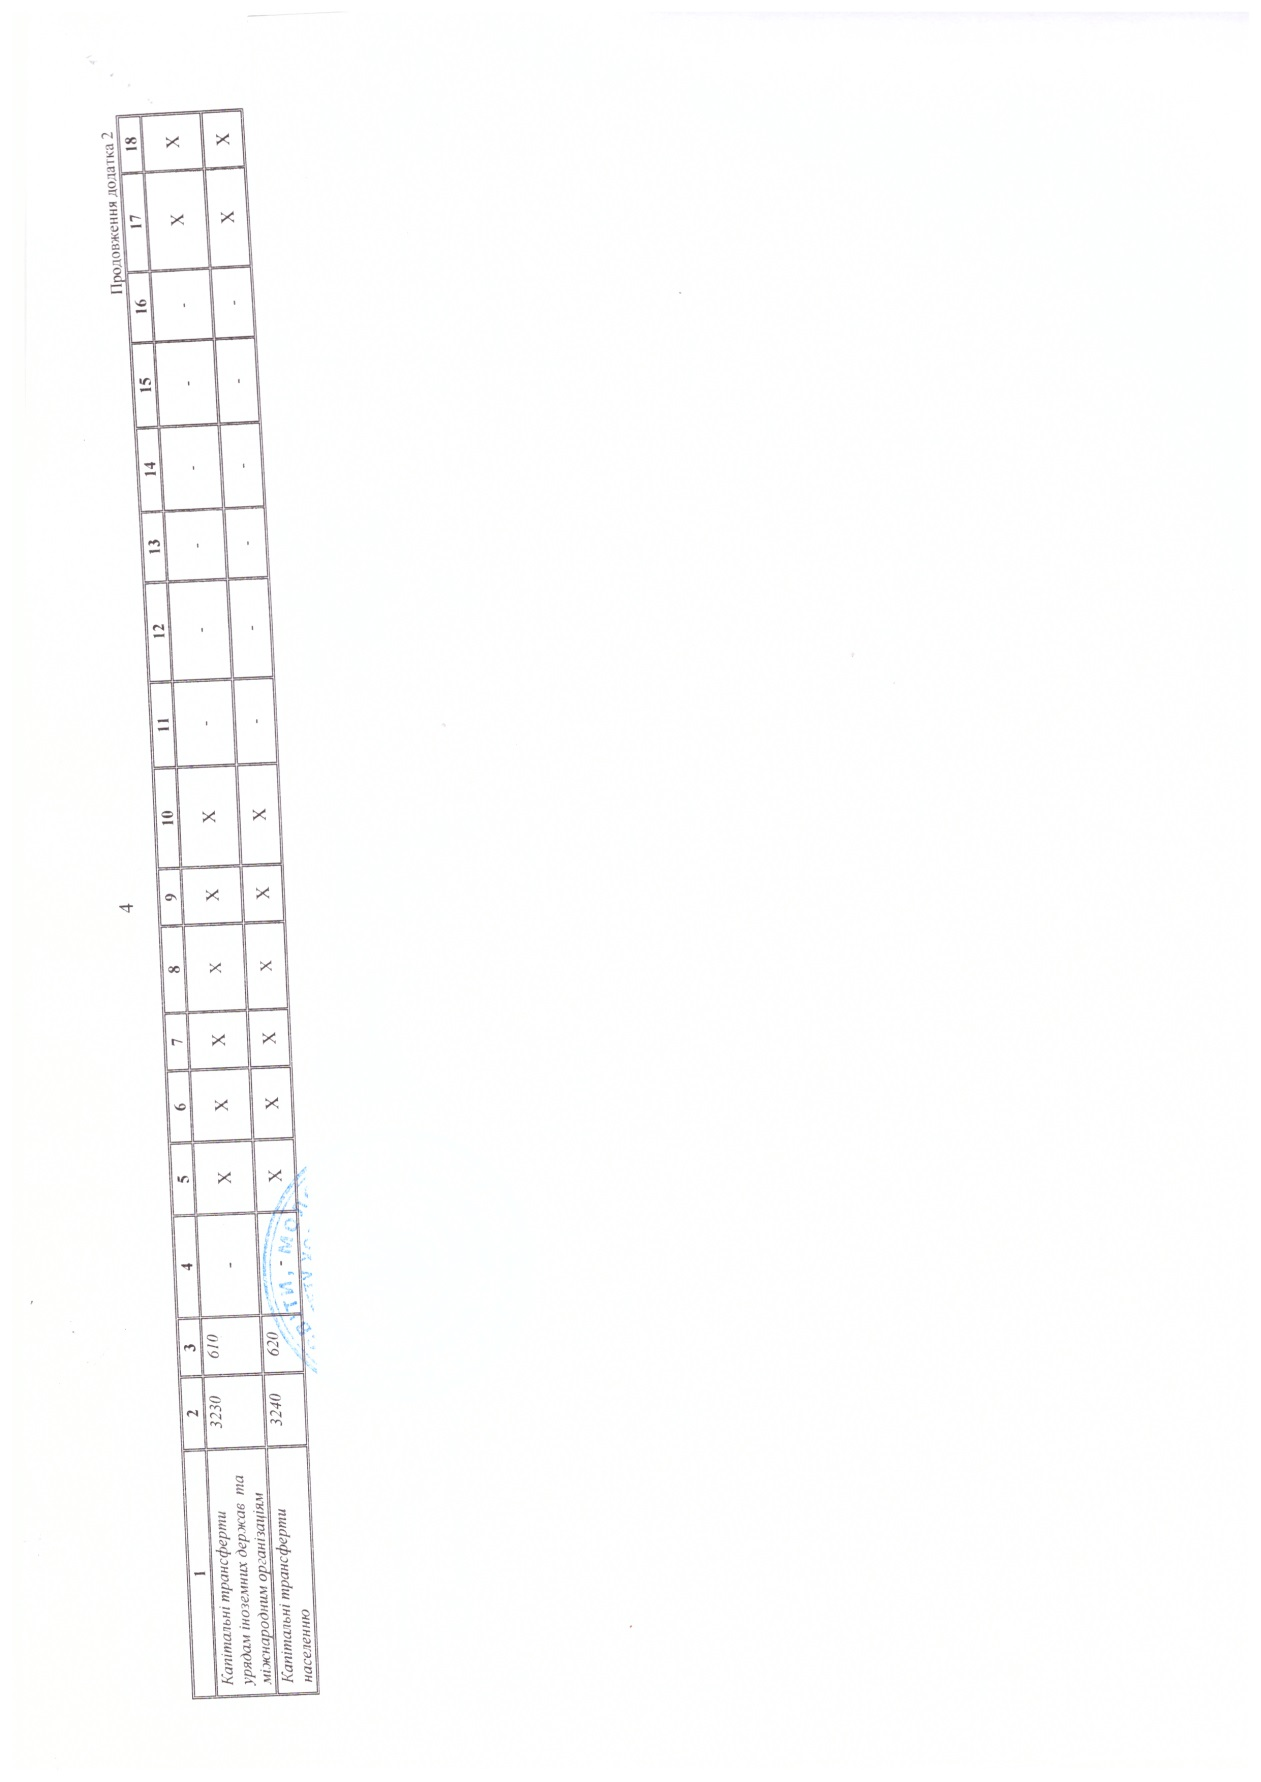 4
Продовження додатка 2
1 2 3 4 5 6 7 8 9 10 11 12 13 14 15 16 17 18
Капітальні трансферти
урядам іноземних держав та
міжнародним організаціям
3230 610 - X X X X X X - - - - - - X X
Капітальні трансферти
населенню
3240 620 - X X X X X X - - - - - - X X